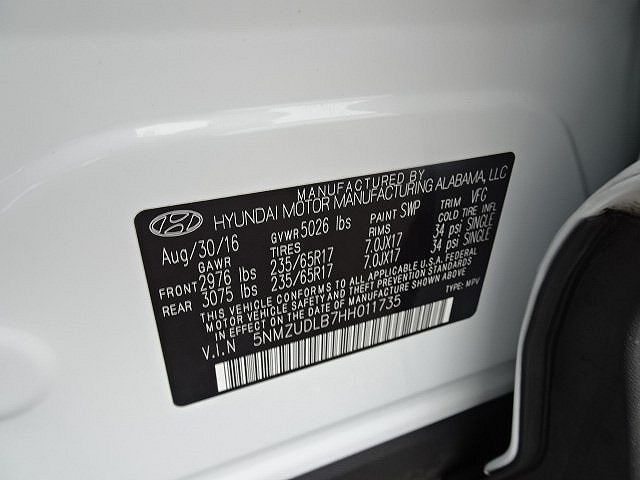 MANUFACTURED BY
HYUNDAI MOTOR MANUFACTURING ALABAMA, LLC
Aug/30/16 GVWR 5026 lbs PAINT SWP TRIM VFC
GAWR TIRES RIMS COLD TIRE INFL
FRONT 2976 lbs 235/65R17 7.0JX17 34 psi SINGLE
REAR 3075 lbs 235/65R17 7.0JX17 34 psi SINGLE
THIS VEHICLE CONFORMS TO ALL APPLICABLE U.S.A. FEDERAL
MOTOR VEHICLE SAFETY AND BUMPER STANDARDS IN EFFECT
ON THE DATE OF MANUFACTURE SHOWN ABOVE.
V.I.N 5NMZUDLB7HH011735 TYPE: MPV